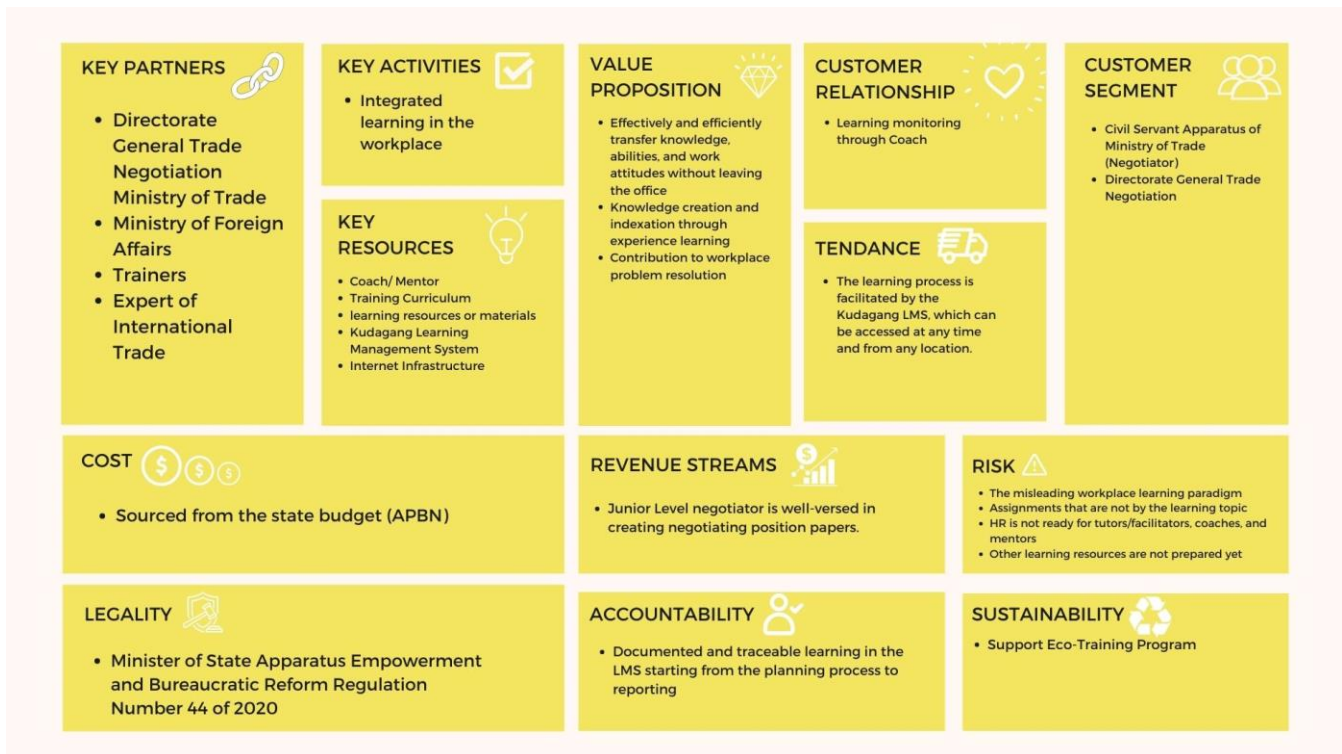 KEY PARTNERS
• Directorate
General Trade
Negotiation
Ministry of Trade
• Ministry of Foreign
Affairs
• Trainers
• Expert of
International
Trade
KEY ACTIVITIES
• Integrated
learning in the
workplace
KEY
RESOURCES
• Coach/ Mentor
• Training Curriculum
• learning resources or materials
• Kudagang Learning
Management System
• Internet Infrastructure
VALUE
PROPOSITION
• Effectively and efficiently
transfer knowledge,
abilities, and work
attitudes without leaving
the office
• Knowledge creation and
indexation through
experience learning
• Contribution to workplace
problem resolution
CUSTOMER
RELATIONSHIP
• Learning monitoring
through Coach
TENDANCE
• The learning process is
facilitated by the
Kudagang LMS, which can
be accessed at any time
and from any location.
CUSTOMER
SEGMENT
• Civil Servant Apparatus of
Ministry of Trade
(Negotiator)
• Directorate General Trade
Negotiation
COST
$ $ $
• Sourced from the state budget (APBN)
REVENUE STREAMS
$
• Junior Level negotiator is well-versed in
creating negotiating position papers.
RISK
• The misleading workplace learning paradigm
• Assignments that are not by the learning topic
• HR is not ready for tutors/facilitators, coaches, and
mentors
• Other learning resources are not prepared yet
LEGALITY
• Minister of State Apparatus Empowerment
and Bureaucratic Reform Regulation
Number 44 of 2020
ACCOUNTABILITY
• Documented and traceable learning in the
LMS starting from the planning process to
reporting
SUSTAINABILITY
• Support Eco-Training Program